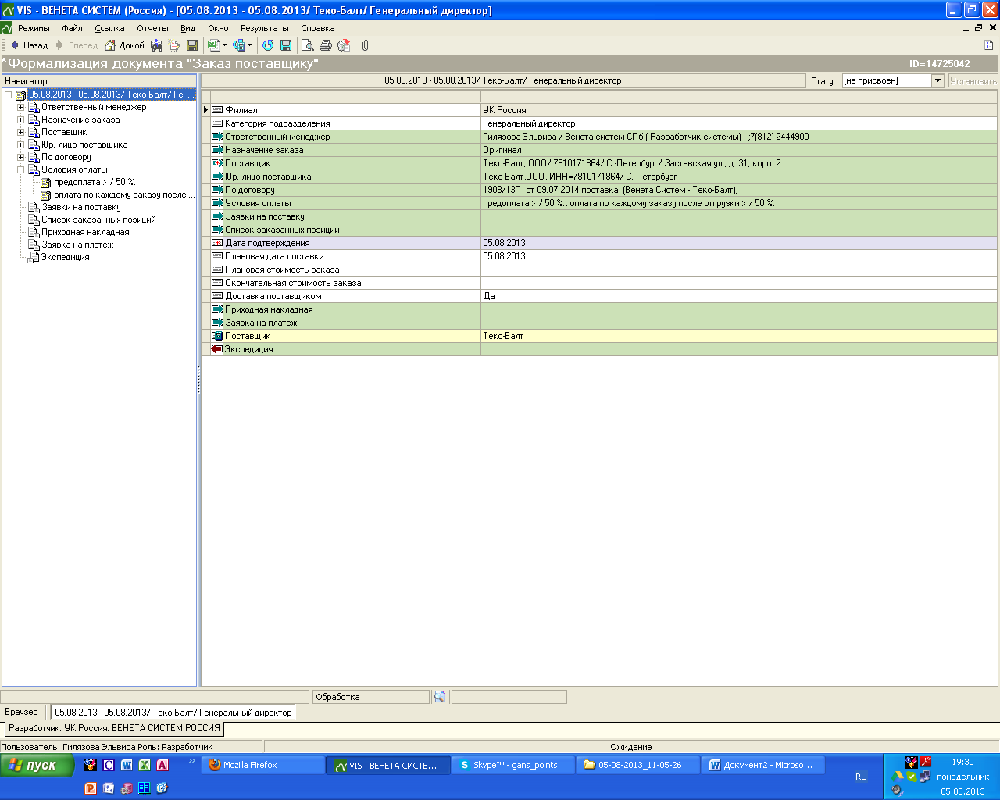 VIS - ВЕНЕТА СИСТЕМ (Россия) - [05.08.2013 - 05.08.2013/ Теко-Балт/ Генеральный директор]
Режимы Файл Ссылка Отчеты Вид Окно Результаты Справка
Назад Вперед Домой
*Формализация документа "Заказ поставщику" ID=14725042
Навигатор
05.08.2013 - 05.08.2013/ Теко-Балт/ Ген...
Ответственный менеджер
Назначение заказа
Поставщик
Юр. лицо поставщика
По договору
Условия оплаты
предоплата > / 50 %.
оплата по каждому заказу после ...
Заявки на поставку
Список заказанных позиций
Приходная накладная
Заявка на платеж
Экспедиция
05.08.2013 - 05.08.2013/ Теко-Балт/ Генеральный директор Статус: [не присвоен] Установить
Филиал УК Россия
Категория подразделения Генеральный директор
Ответственный менеджер Гилязова Эльвира / Венета систем СПб ( Разработчик системы) - ;7(812) 2444900
Назначение заказа Оригинал
Поставщик Теко-Балт, ООО/ 7810171864/ С.-Петербург/ Заставская ул., д. 31, корп. 2
Юр. лицо поставщика Теко-Балт,ООО, ИНН=7810171864/ С.-Петербург
По договору 1908/13П от 09.07.2014 поставка (Венета Систем - Теко-Балт);
Условия оплаты предоплата > / 50 %.; оплата по каждому заказу после отгрузки > / 50 %.
Заявки на поставку
Список заказанных позиций
Дата подтверждения 05.08.2013
Плановая дата поставки 05.08.2013
Плановая стоимость заказа
Окончательная стоимость заказа
Доставка поставщиком Да
Приходная накладная
Заявка на платеж
Поставщик Теко-Балт
Экспедиция
Обработка
Браузер 05.08.2013 - 05.08.2013/ Теко-Балт/ Генеральный директор
Разработчик. УК Россия. ВЕНЕТА СИСТЕМ РОССИЯ
Пользователь: Гилязова Эльвира Роль: Разработчик Ожидание
пуск Mozilla Firefox VIS - ВЕНЕТА СИСТЕ... Skype™ - gans_points 05-08-2013_11-05-26 Документ2 - Microso... RU
19:30
понедельник
05.08.2013